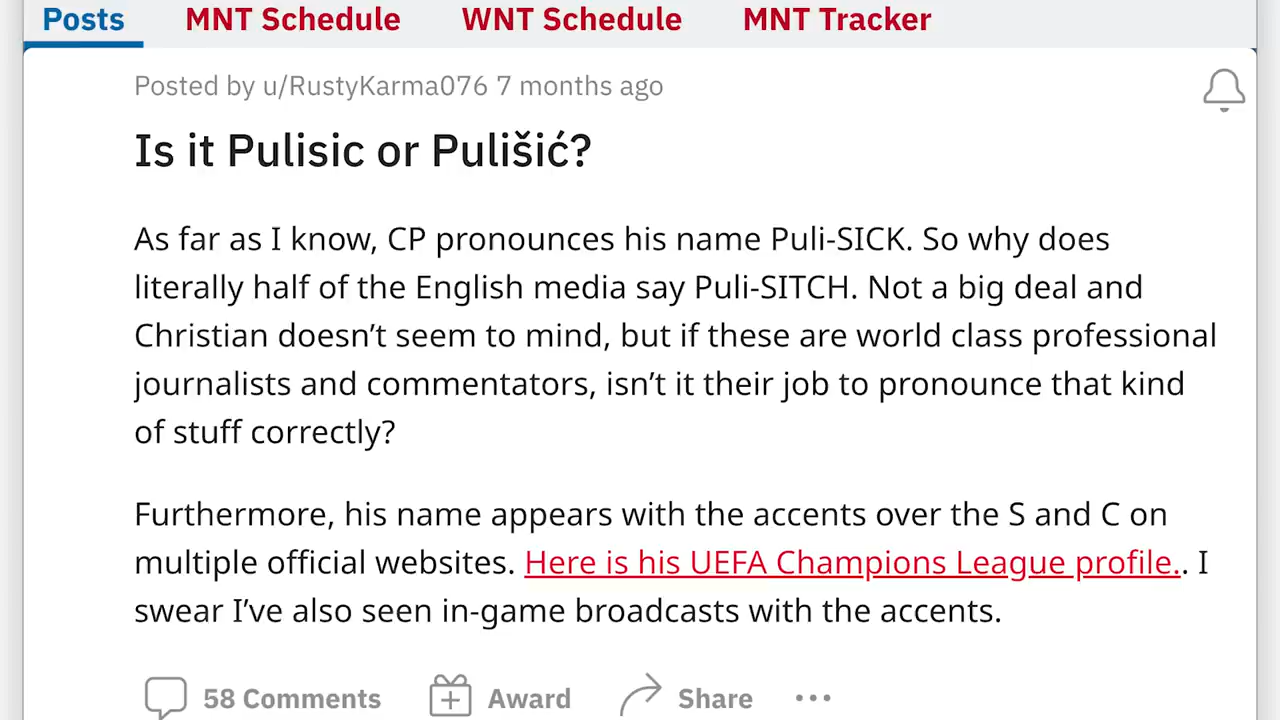 Posts MNT Schedule WNT Schedule MNT Tracker
Posted by u/RustyKarma076 7 months ago
Is it Pulisic or Pulišić?
As far as I know, CP pronounces his name Puli-SICK. So why does
literally half of the English media say Puli-SITCH. Not a big deal and
Christian doesn’t seem to mind, but if these are world class professional
journalists and commentators, isn’t it their job to pronounce that kind
of stuff correctly?
Furthermore, his name appears with the accents over the S and C on
multiple official websites. Here is his UEFA Champions League profile.. I
swear I’ve also seen in-game broadcasts with the accents.
58 Comments Award Share